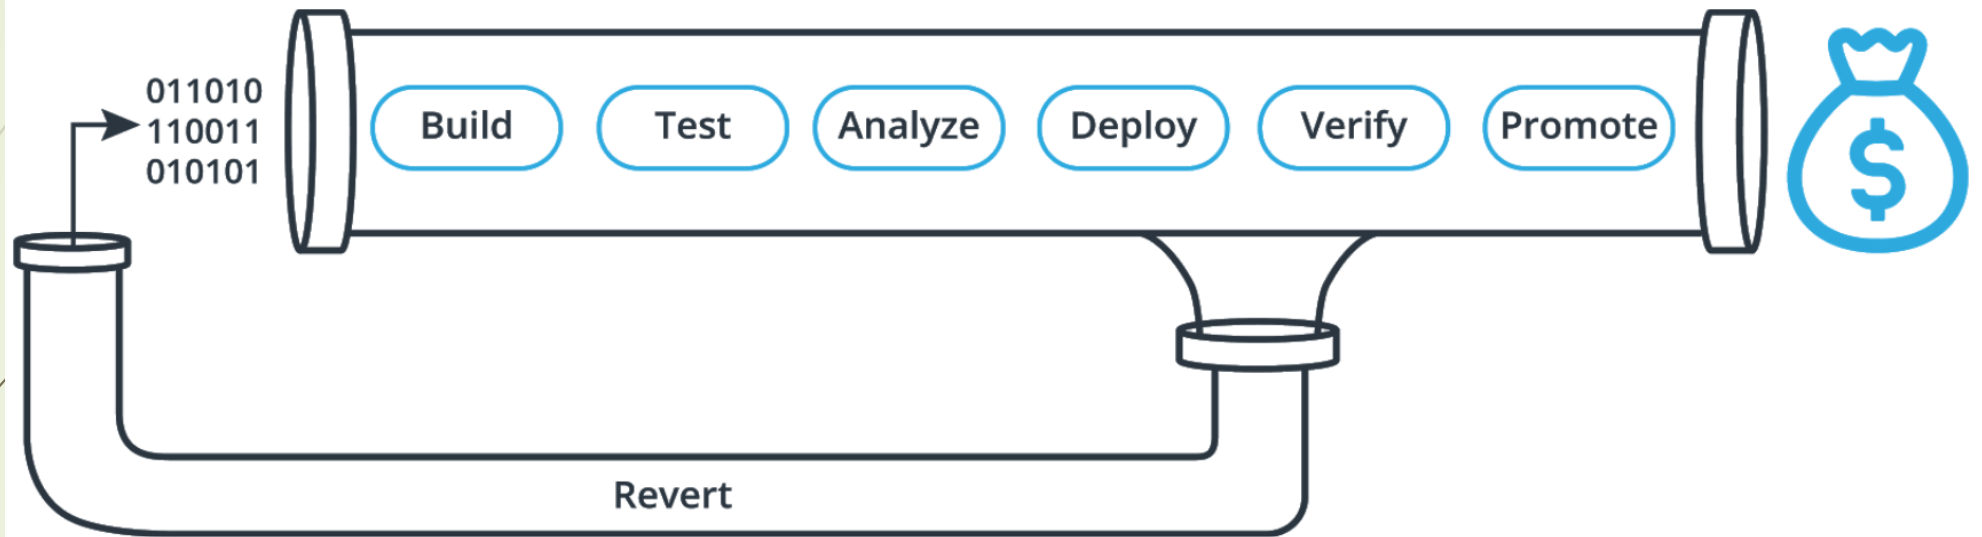 011010
110011
010101
Build
Test
Analyze
Deploy
Verify
Promote
$
Revert